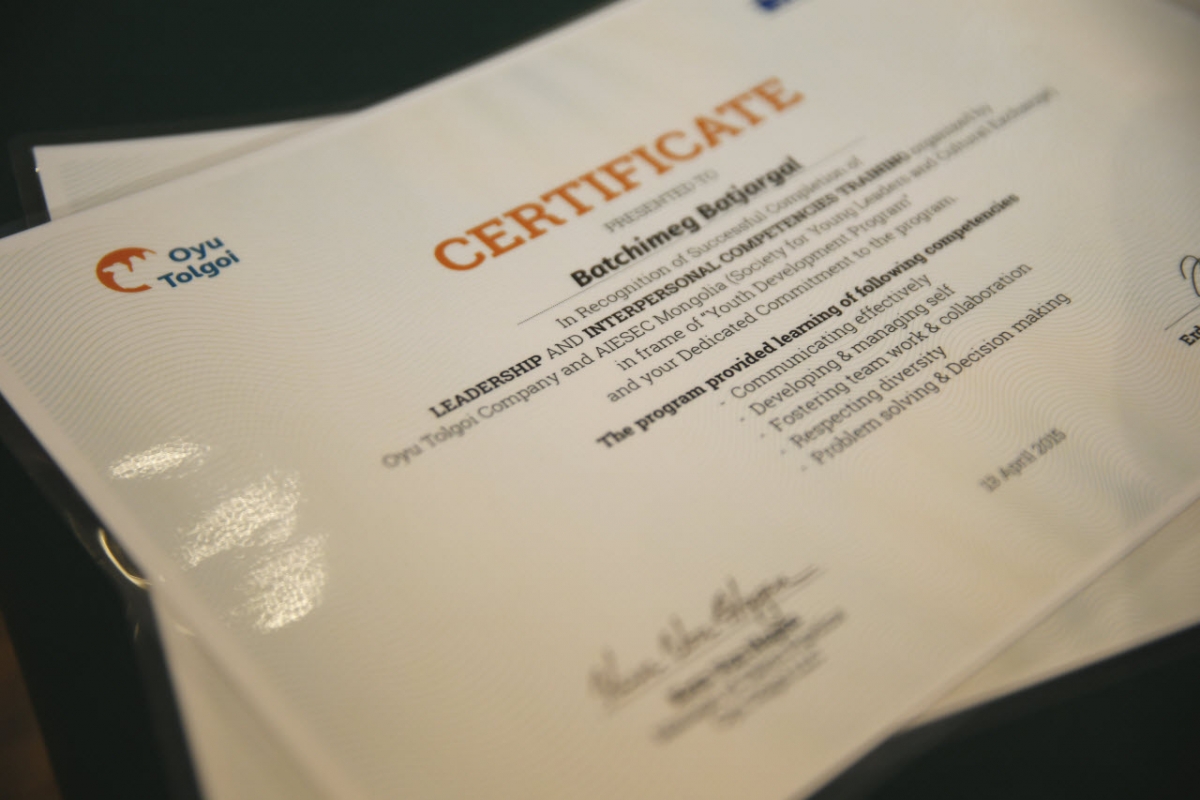 Oyu
Tolgoi
CERTIFICATE
PRESENTED TO
Batchimeg Batjargal
In Recognition of Successful Completion of
LEADERSHIP AND INTERPERSONAL COMPETENCIES TRAINING organized by
Oyu Tolgoi Company and AIESEC Mongolia (Society for Young Leaders and Cultural Exchange)
in frame of "Youth Development Program"
and your Dedicated Commitment to the program.
The program provided learning of following competencies
- Communicating effectively
- Developing & managing self
- Fostering team work & collaboration
- Respecting diversity
- Problem solving & Decision making
13 April 2015